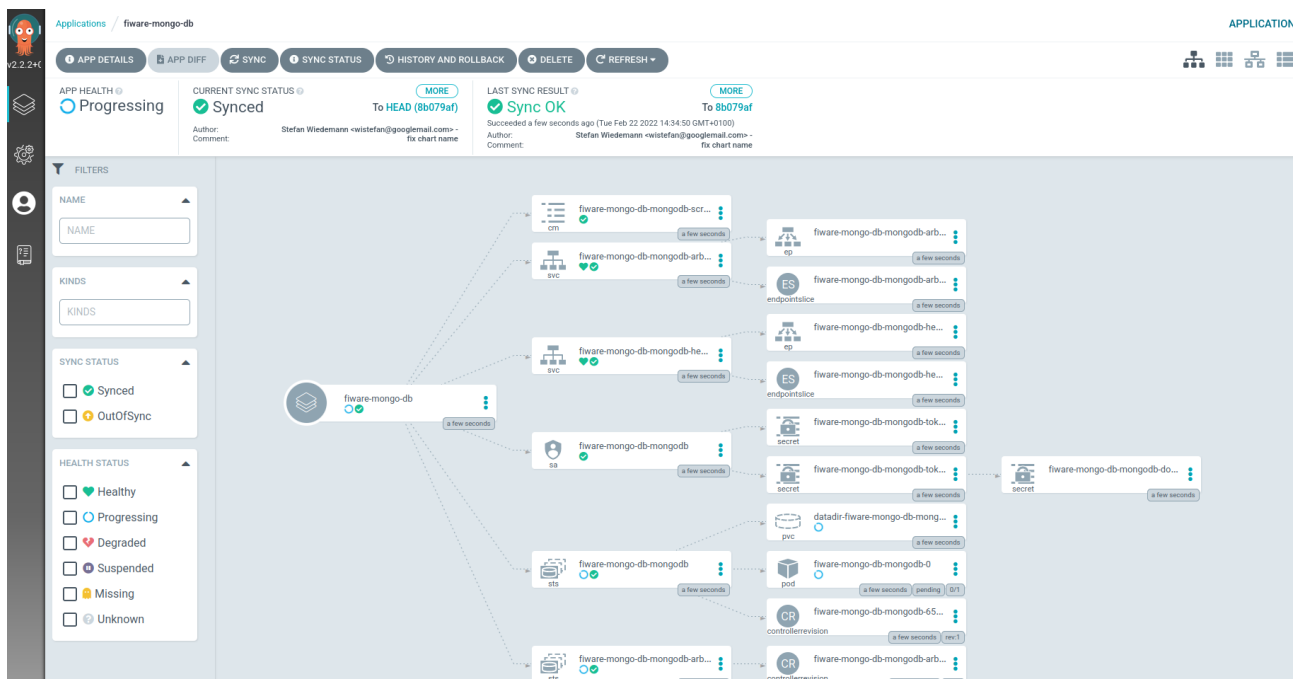 Applications / fiware-mongo-db
APPLICATION
v2.2.2+(
APP DETAILS
APP DIFF
SYNC
SYNC STATUS
HISTORY AND ROLLBACK
DELETE
REFRESH
APP HEALTH
Progressing
CURRENT SYNC STATUS
MORE
Synced
To HEAD (8b079af)
Author: Stefan Wiedemann <wistefan@googlemail.com> -
Comment: fix chart name
LAST SYNC RESULT
MORE
Sync OK
To 8b079af
Succeeded a few seconds ago (Tue Feb 22 2022 14:34:50 GMT+0100)
Author: Stefan Wiedemann <wistefan@googlemail.com> -
Comment: fix chart name
FILTERS
NAME
NAME
KINDS
KINDS
SYNC STATUS
Synced
OutOfSync
HEALTH STATUS
Healthy
Progressing
Degraded
Suspended
Missing
Unknown
fiware-mongo-db
a few seconds
fiware-mongo-db-mongodb-scr...
cm
a few seconds
fiware-mongo-db-mongodb-arb...
svc
a few seconds
fiware-mongo-db-mongodb-he...
svc
a few seconds
fiware-mongo-db-mongodb
sa
a few seconds
fiware-mongo-db-mongodb
sts
a few seconds
fiware-mongo-db-mongodb-arb...
sts
fiware-mongo-db-mongodb-arb...
ep
a few seconds
ES
fiware-mongo-db-mongodb-arb...
endpointslice
a few seconds
fiware-mongo-db-mongodb-he...
ep
a few seconds
ES
fiware-mongo-db-mongodb-he...
endpointslice
a few seconds
fiware-mongo-db-mongodb-tok...
secret
a few seconds
fiware-mongo-db-mongodb-tok...
secret
a few seconds
datadir-fiware-mongo-db-mong...
pvc
a few seconds
fiware-mongo-db-mongodb-0
pod
a few seconds pending 0/1
CR
fiware-mongo-db-mongodb-65...
controllerrevision
a few seconds rev:1
CR
fiware-mongo-db-mongodb-arb...
controllerrevision
fiware-mongo-db-mongodb-do...
secret
a few seconds